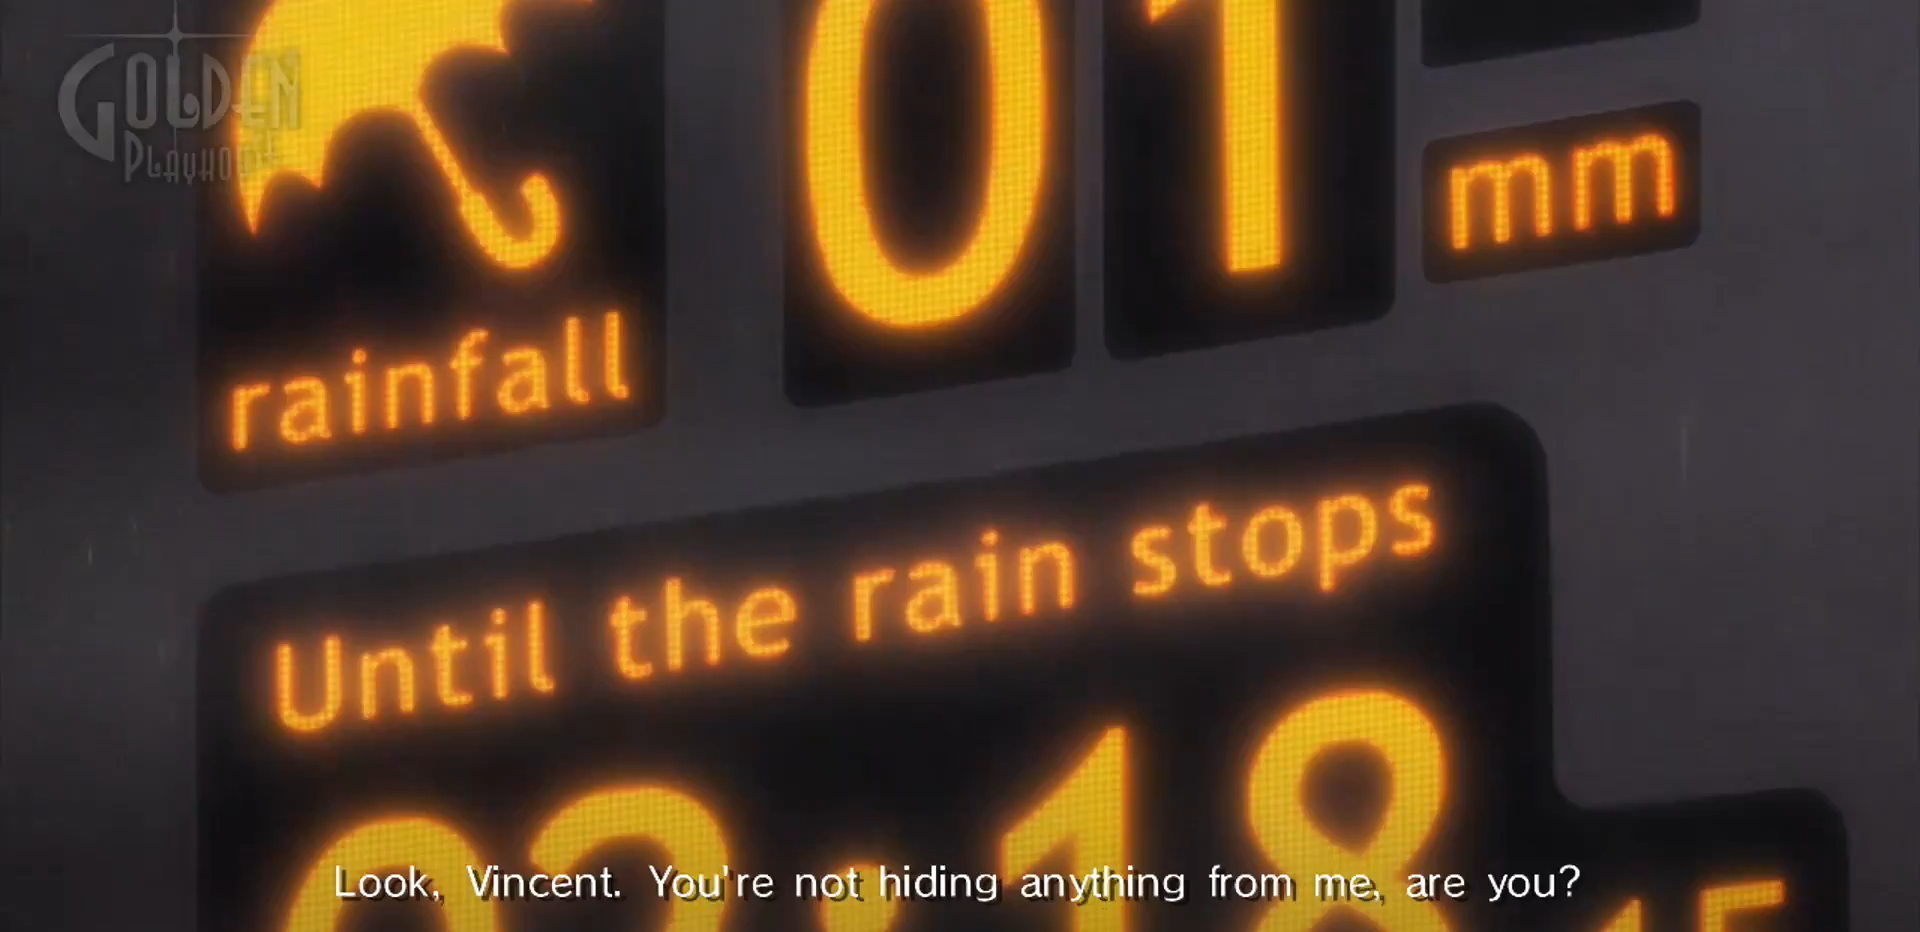 GOLDEN
PLAYHOUSE
01
mm
rainfall
Until the rain stops
18
Look, Vincent. You're not hiding anything from me, are you?